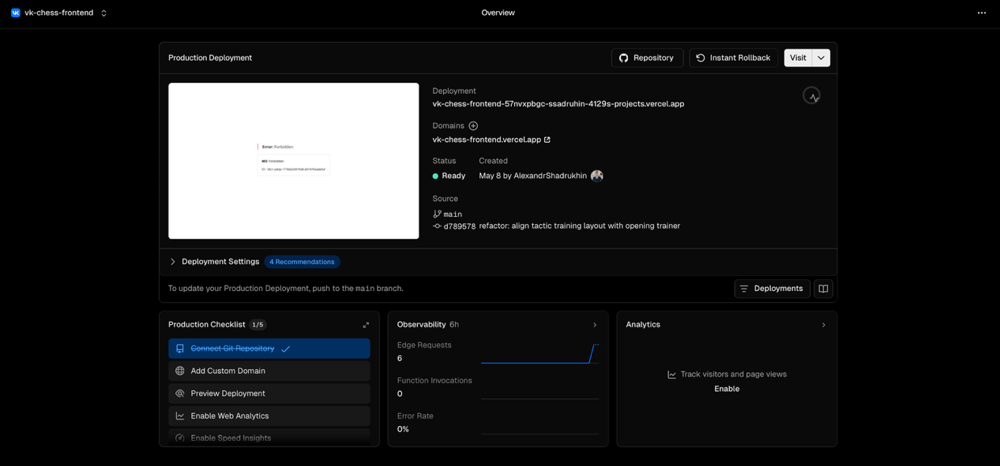 vk-chess-frontend
Overview
Production Deployment
Repository
Instant Rollback
Visit
Error: Forbidden
403: Forbidden
Deployment
vk-chess-frontend-57nvxpbgc-ssadruhin-4129s-projects.vercel.app
Domains
vk-chess-frontend.vercel.app
Status
Created
Ready
May 8 by AlexandrShadrukhin
Source
main
d789578 refactor: align tactic training layout with opening trainer
Deployment Settings
4 Recommendations
To update your Production Deployment, push to the main branch.
Deployments
Production Checklist 1/5
Connect Git Repository
Add Custom Domain
Preview Deployment
Enable Web Analytics
Enable Speed Insights
Observability 6h
Edge Requests
6
Function Invocations
0
Error Rate
0%
Analytics
Track visitors and page views
Enable